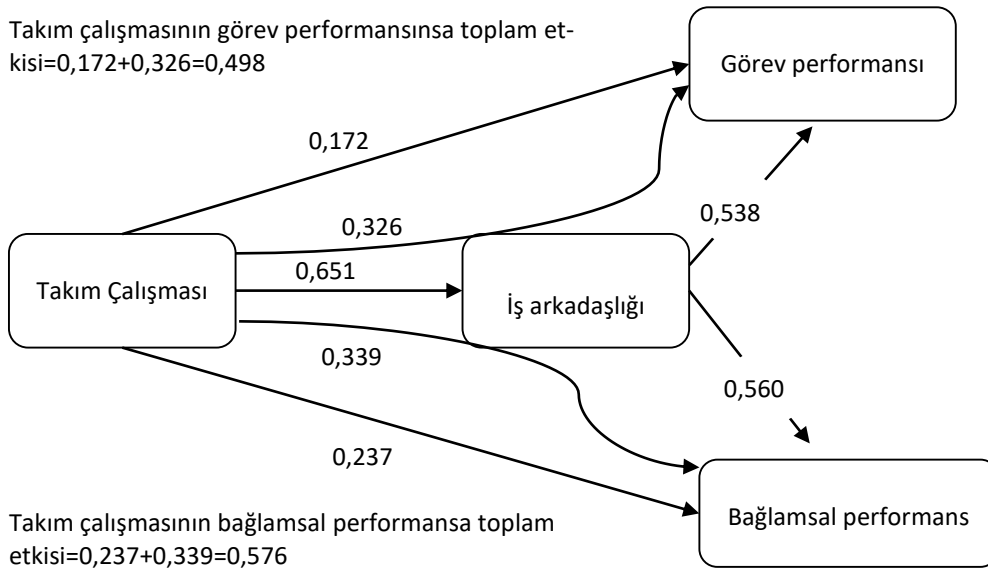 Takım çalışmasının görev performansınsa toplam et-
kisi=0,172+0,326=0,498
Görev performansı
0,172
0,538
0,326
0,651
Takım Çalışması
İş arkadaşlığı
0,339
0,560
0,237
Bağlamsal performans
Takım çalışmasının bağlamsal performansa toplam
etkisi=0,237+0,339=0,576